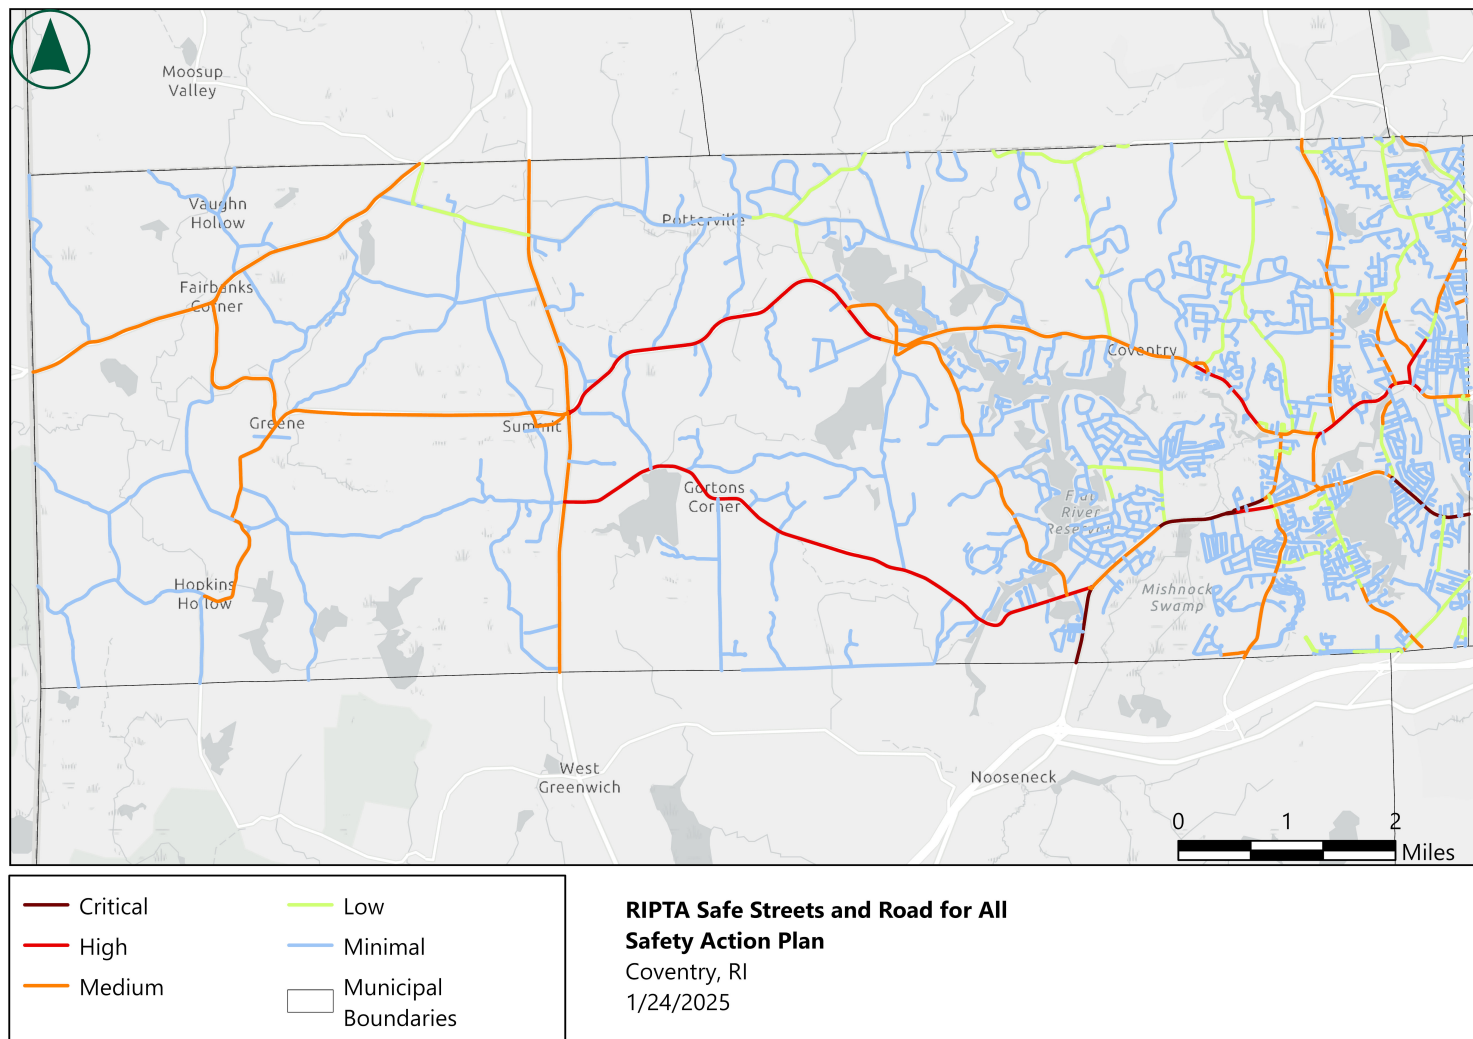 Moosup
Valley
Vaughn
Hollow
Potterville
Fairbanks
Corner
Coventry
Greene
Summit
Gortons
Corner
Flat
River
Reservoir
Hopkins
Hollow
Mishnock
Swamp
West
Greenwich
Nooseneck
0 1 2
Miles
Critical
High
Medium
Low
Minimal
Municipal
Boundaries
RIPTA Safe Streets and Road for All
Safety Action Plan
Coventry, RI
1/24/2025